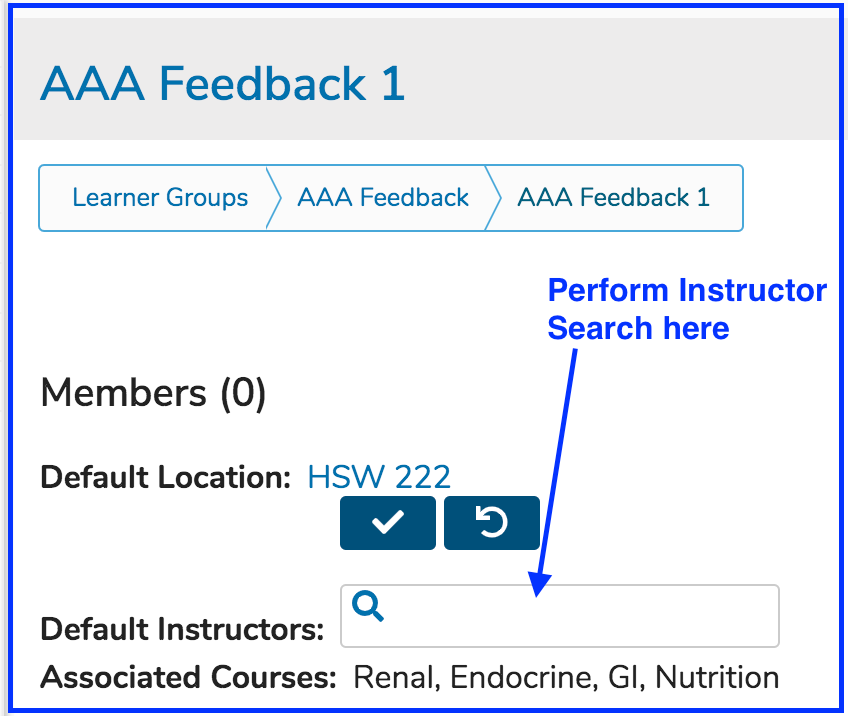 AAA Feedback 1
Learner Groups AAA Feedback AAA Feedback 1
Perform Instructor
Search here
Members (0)
Default Location: HSW 222
Default Instructors:
Associated Courses: Renal, Endocrine, GI, Nutrition